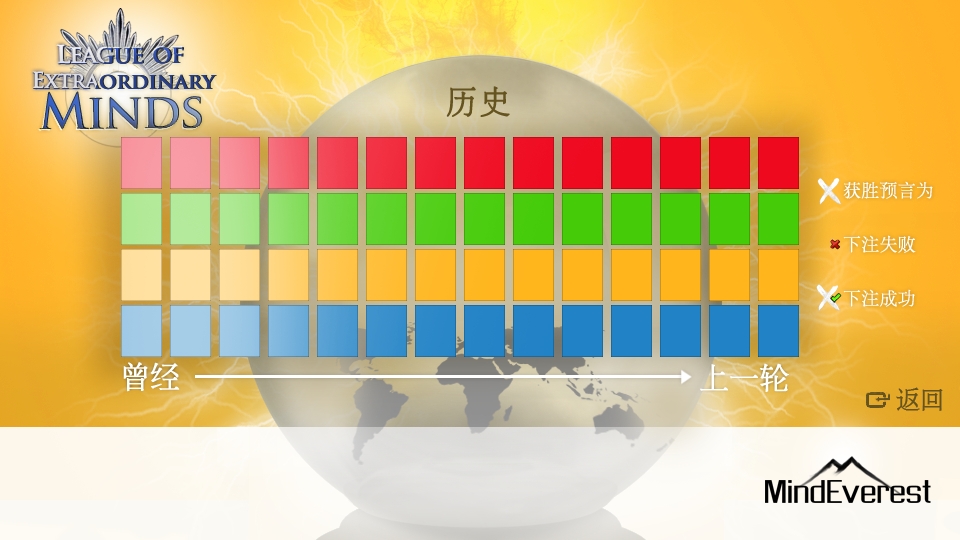 LEAGUE OF
EXTRAORDINARY
MINDS
历史
获胜预言为
下注失败
下注成功
曾经
上一轮
返回
MindEverest